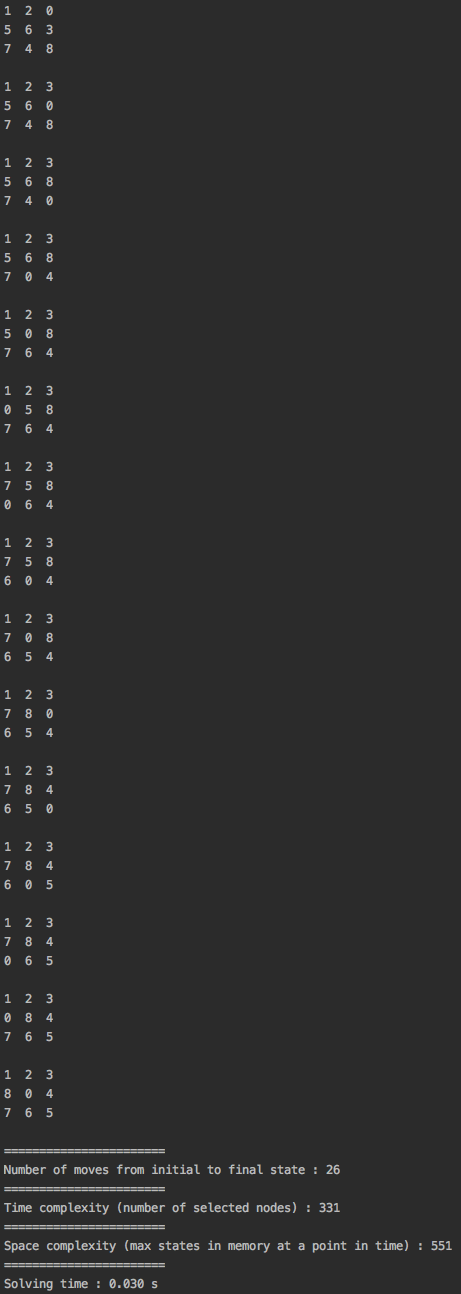 1 2 0
5 6 3
7 4 8
1 2 3
5 6 0
7 4 8
1 2 3
5 6 8
7 4 0
1 2 3
5 6 8
7 0 4
1 2 3
5 0 8
7 6 4
1 2 3
0 5 8
7 6 4
1 2 3
7 5 8
0 6 4
1 2 3
7 5 8
6 0 4
1 2 3
7 0 8
6 5 4
1 2 3
7 8 0
6 5 4
1 2 3
7 8 4
6 5 0
1 2 3
7 8 4
6 0 5
1 2 3
7 8 4
0 6 5
1 2 3
0 8 4
7 6 5
1 2 3
8 0 4
7 6 5
=======================
Number of moves from initial to final state : 26
=======================
Time complexity (number of selected nodes) : 331
=======================
Space complexity (max states in memory at a point in time) : 551
=======================
Solving time : 0.030 s